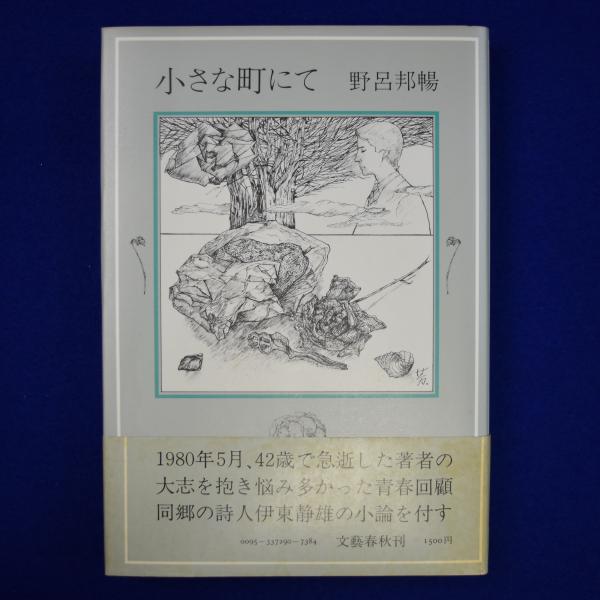 小さな町にて 野呂邦暢
1980年5月、42歳で急逝した著者の
大志を抱き悩み多かった青春回顧
同郷の詩人伊東静雄の小論を付す
0095-337290-7384 文藝春秋刊 1500円